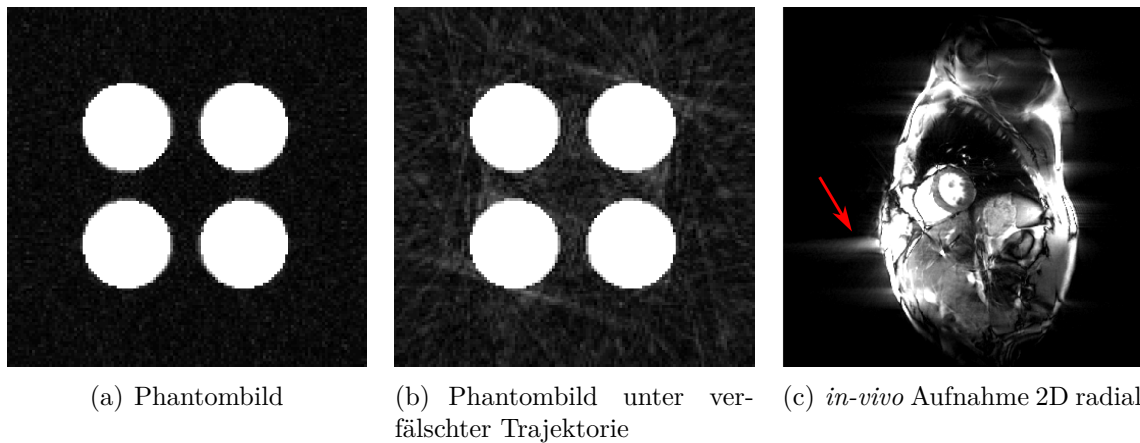 (a) Phantombild
(b) Phantombild unter ver-
fälschter Trajektorie
(c) in-vivo Aufnahme 2D radial